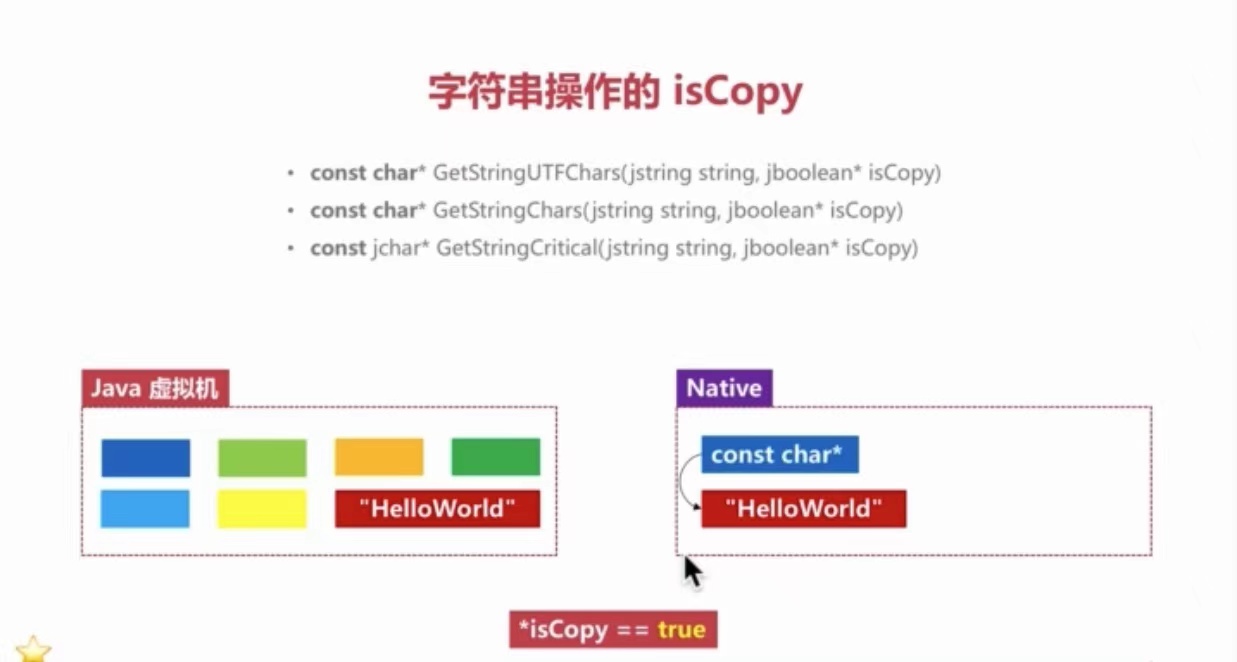 字符串操作的 isCopy
• const char* GetStringUTFChars(jstring string, jboolean* isCopy)
• const char* GetStringChars(jstring string, jboolean* isCopy)
• const jchar* GetStringCritical(jstring string, jboolean* isCopy)
Java 虚拟机
"HelloWorld"
Native
const char*
"HelloWorld"
*isCopy == true